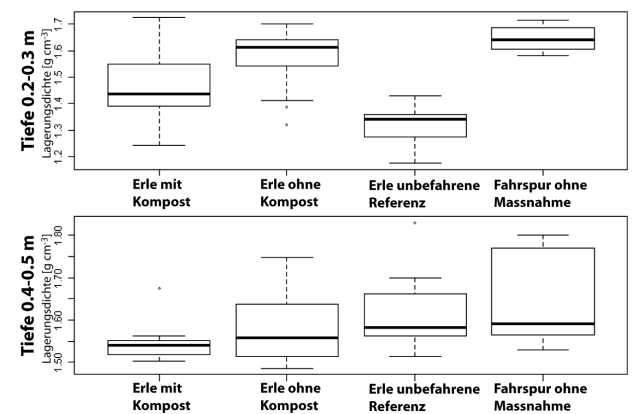 Tiefe 0.2-0.3 m
Lagerungsdichte [g cm-3]
1.7
1.6
1.5
1.4
1.3
1.2
Erle mit
Kompost
Erle ohne
Kompost
Erle unbefahrene
Referenz
Fahrspur ohne
Massnahme
Tiefe 0.4-0.5 m
Lagerungsdichte [g cm-3]
1.80
1.70
1.60
1.50
Erle mit
Kompost
Erle ohne
Kompost
Erle unbefahrene
Referenz
Fahrspur ohne
Massnahme